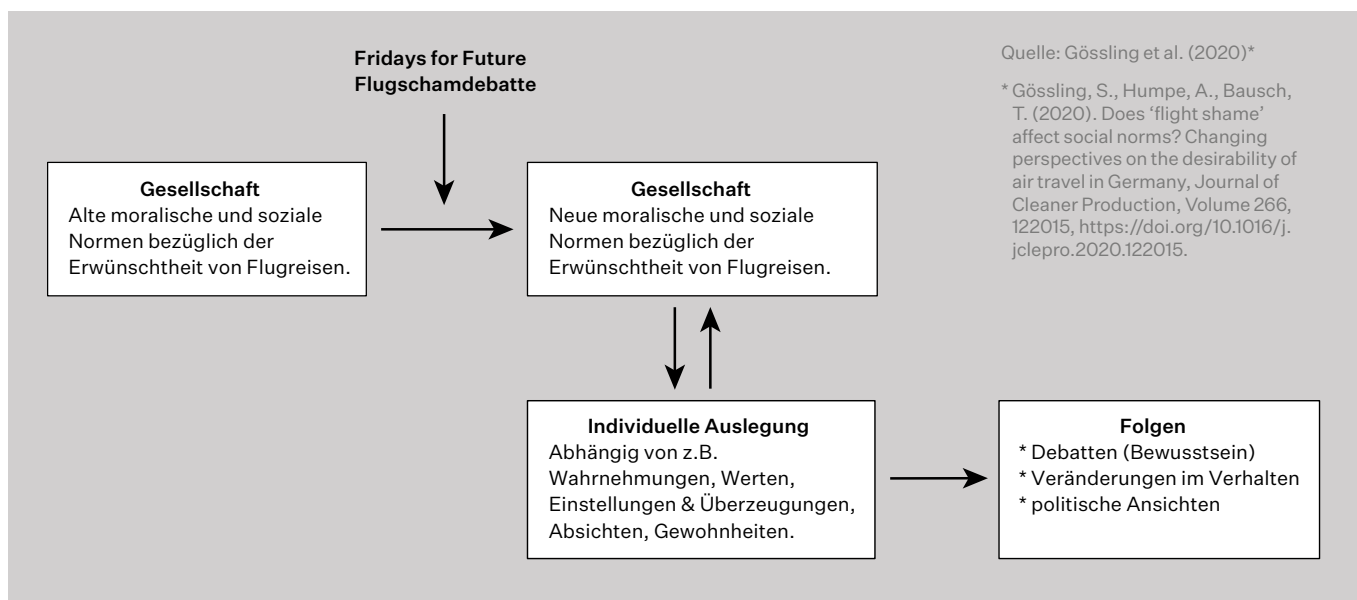 Fridays for Future
Flugschamdebatte
Quelle: Gössling et al. (2020)*
* Gössling, S., Humpe, A., Bausch,
T. (2020). Does ‘flight shame’
affect social norms? Changing
perspectives on the desirability of
air travel in Germany, Journal of
Cleaner Production, Volume 266,
122015, https://doi.org/10.1016/j.
jclepro.2020.122015.
Gesellschaft
Alte moralische und soziale
Normen bezüglich der
Erwünschtheit von Flugreisen.
Gesellschaft
Neue moralische und soziale
Normen bezüglich der
Erwünschtheit von Flugreisen.
Individuelle Auslegung
Abhängig von z.B.
Wahrnehmungen, Werten,
Einstellungen & Überzeugungen,
Absichten, Gewohnheiten.
Folgen
* Debatten (Bewusstsein)
* Veränderungen im Verhalten
* politische Ansichten